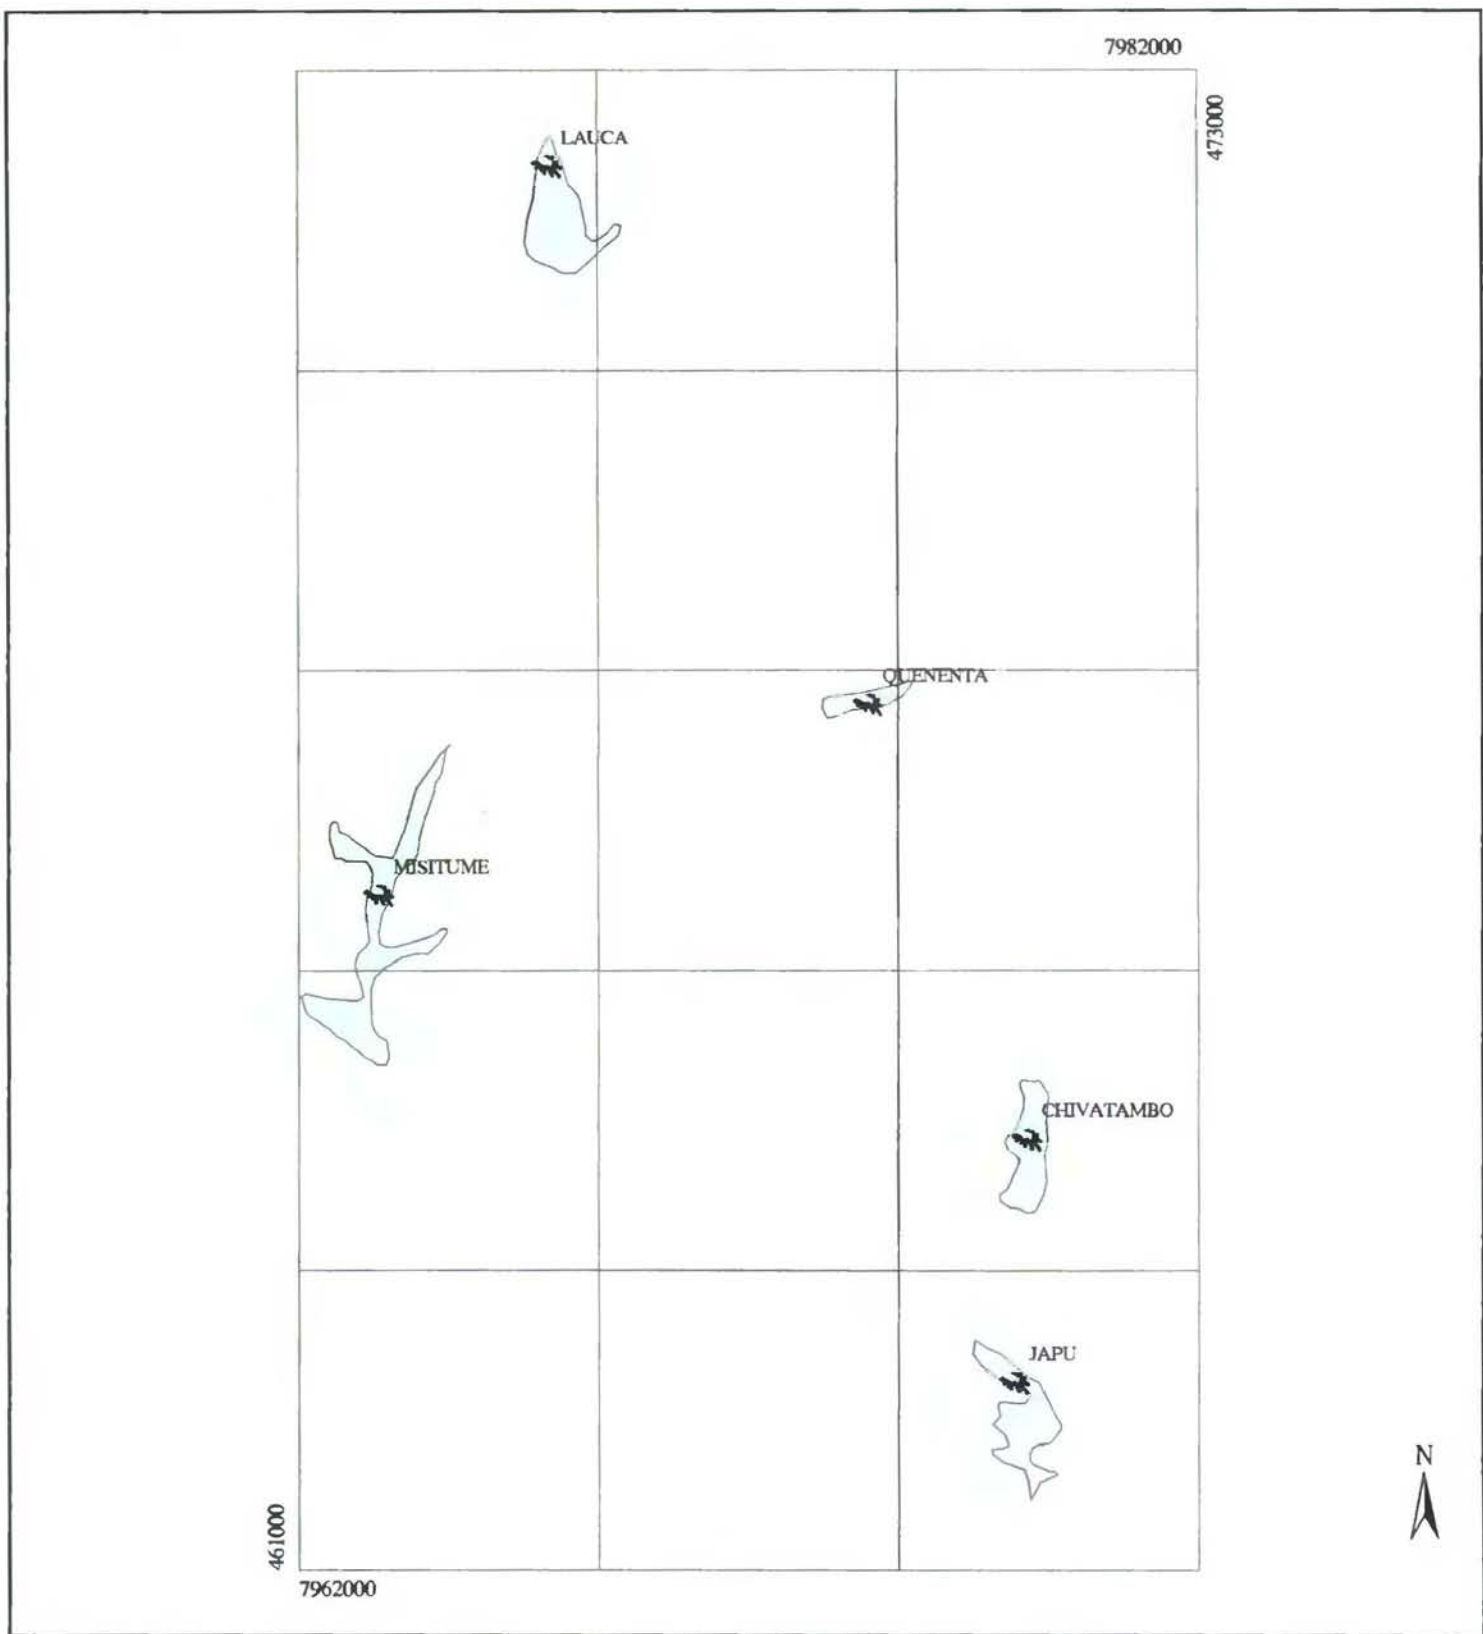 7982000
473000
LAUCA
QUENENTA
MISITUME
CHIVATAMBO
JAPU
N
461000
7962000